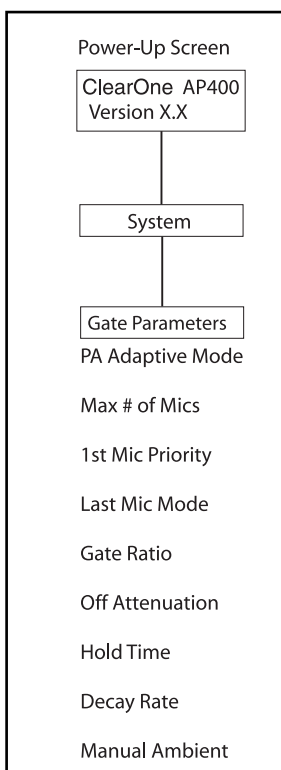 Power-Up Screen
ClearOne AP400
Version X.X
System
Gate Parameters
PA Adaptive Mode
Max # of Mics
1st Mic Priority
Last Mic Mode
Gate Ratio
Off Attenuation
Hold Time
Decay Rate
Manual Ambient